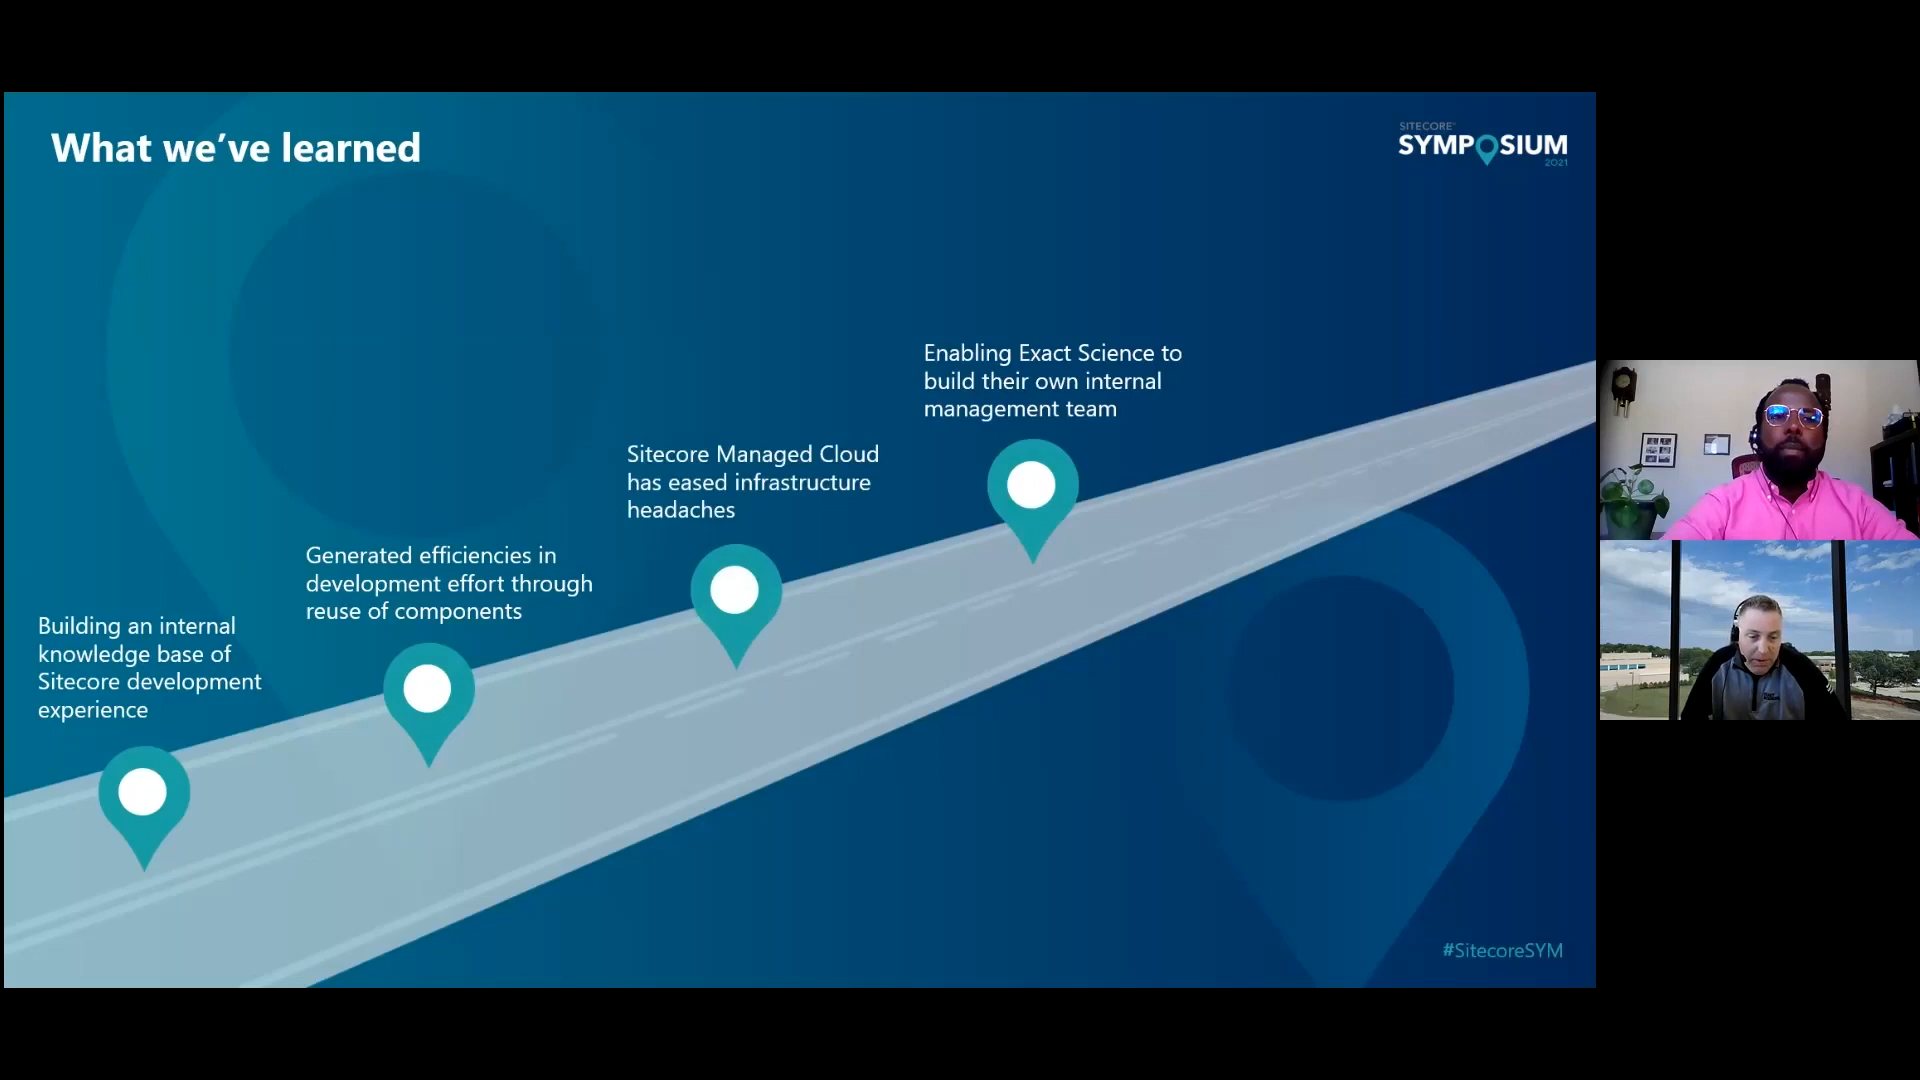 What we've learned
SITECORE
SYMPOSIUM
2021
Enabling Exact Science to
build their own internal
management team
Sitecore Managed Cloud
has eased infrastructure
headaches
Generated efficiencies in
development effort through
reuse of components
Building an internal
knowledge base of
Sitecore development
experience
#SitecoreSYM